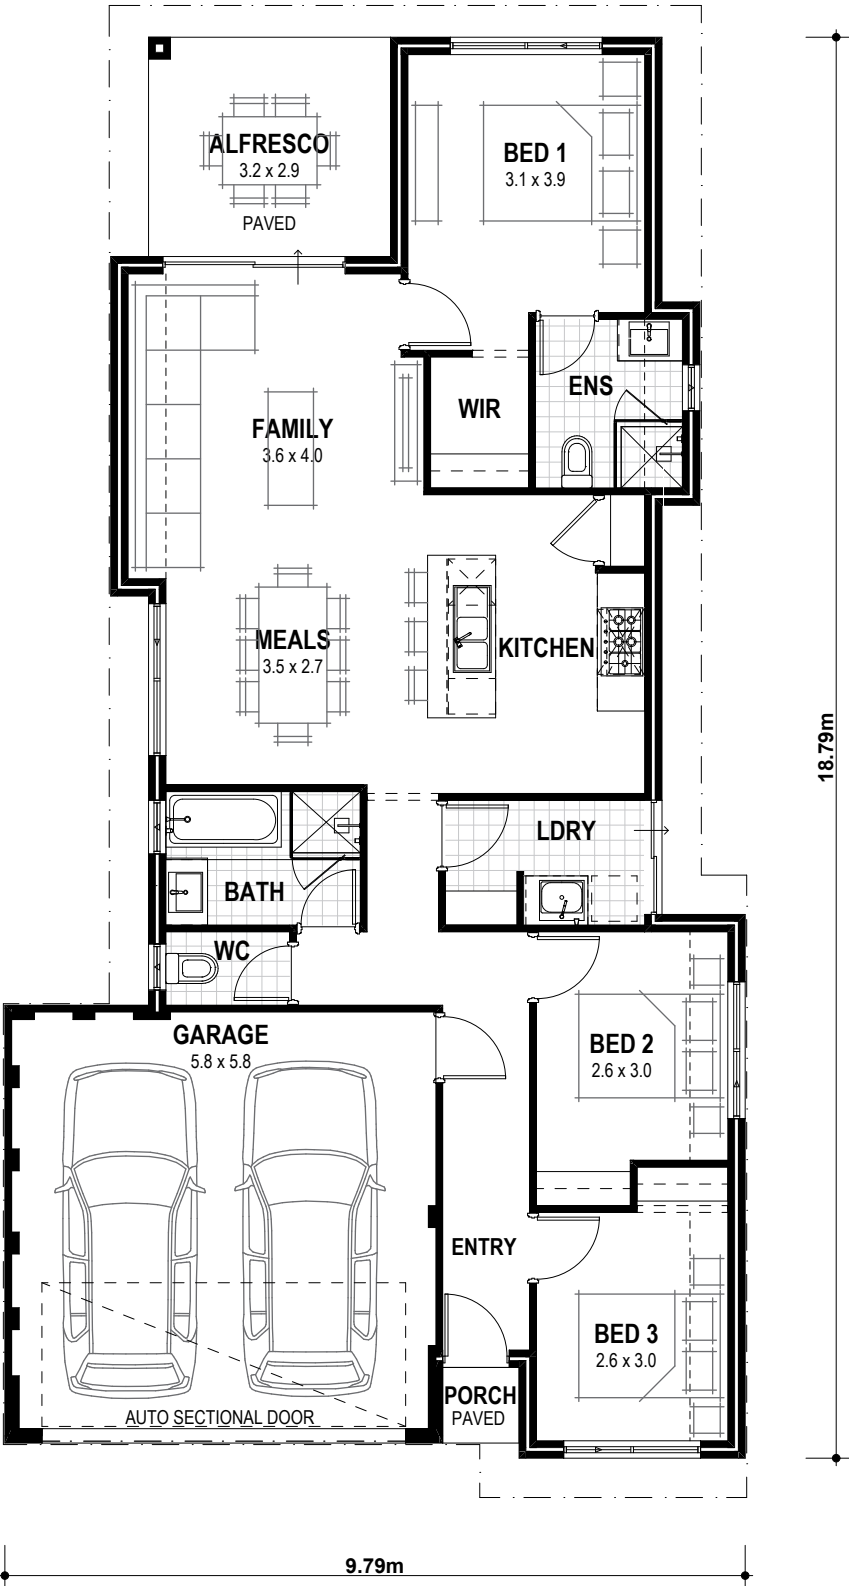 ALFRESCO
3.2 x 2.9
PAVED
BED 1
3.1 x 3.9
ENS
WIR
FAMILY
3.6 x 4.0
MEALS
3.5 x 2.7
KITCHEN
18.79m
LDRY
BATH
WC
GARAGE
5.8 x 5.8
BED 2
2.6 x 3.0
ENTRY
BED 3
2.6 x 3.0
PORCH
PAVED
AUTO SECTIONAL DOOR
9.79m